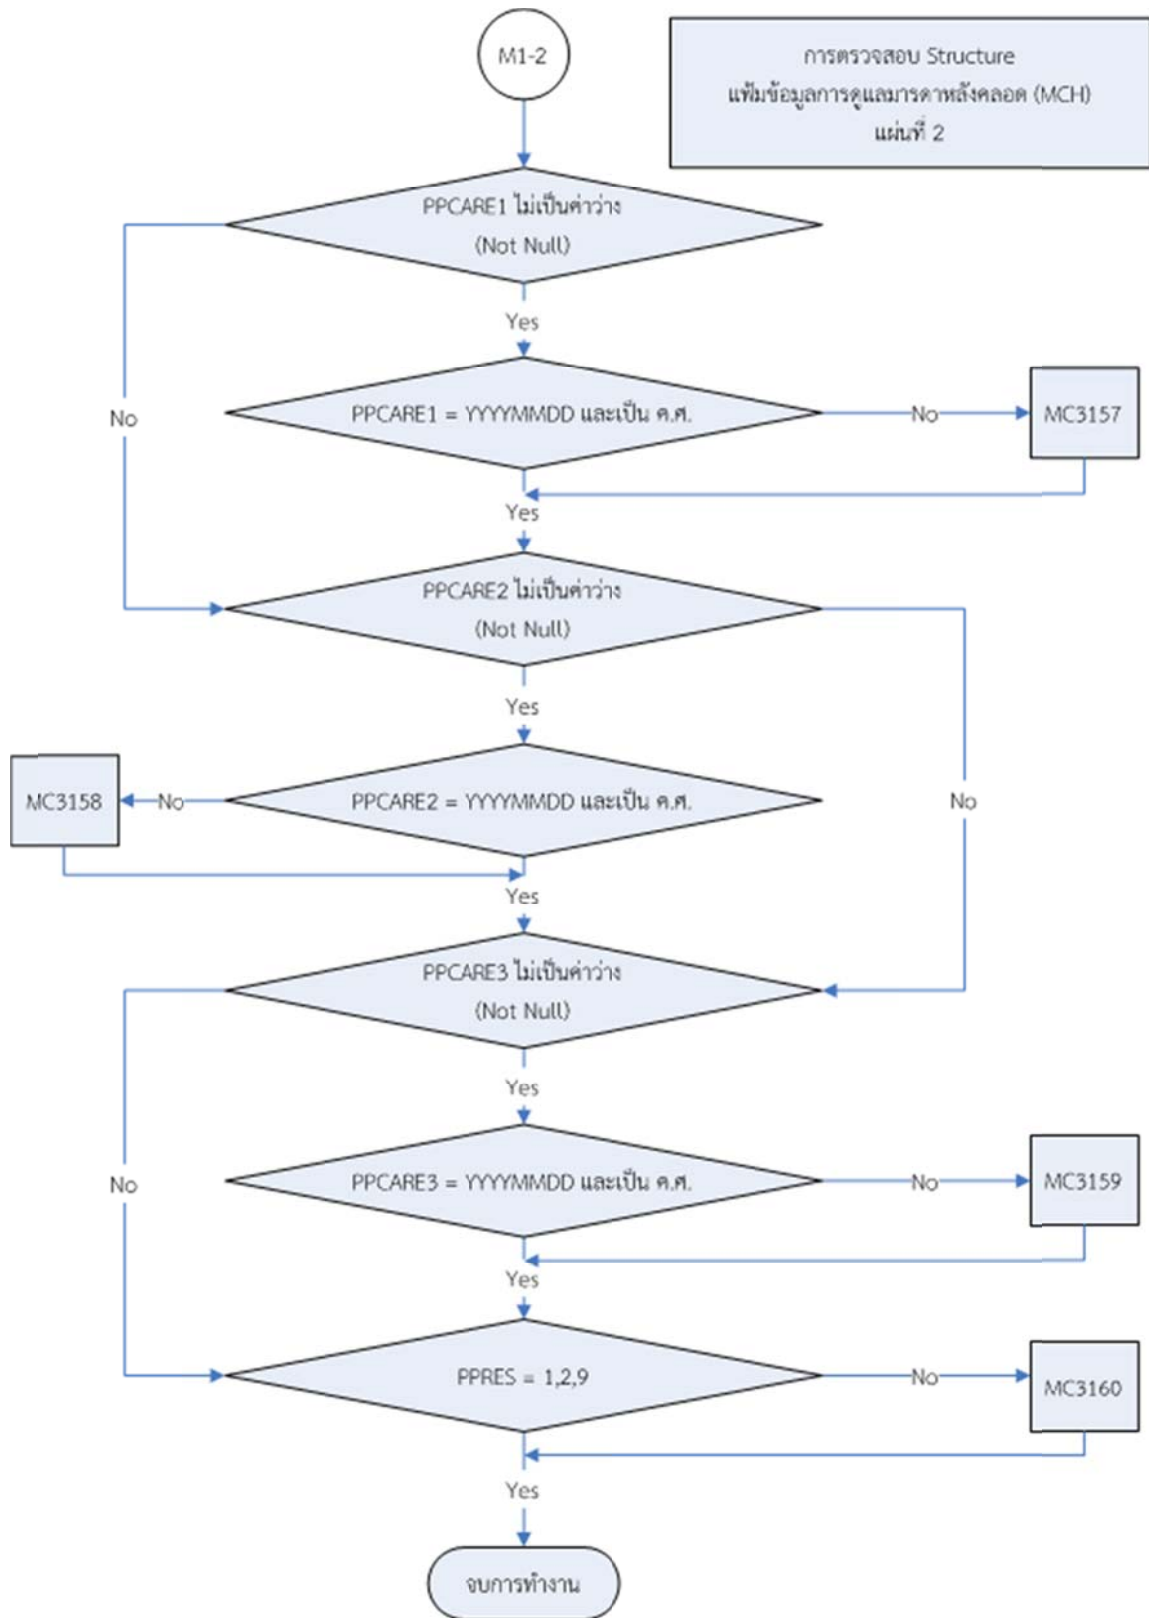 M1-2
การตรวจสอบ Structure
แฟ้มข้อมูลการดูแลมารดาหลังคลอด (MCH)
แผ่นที่ 2
PPCARE1 ไม่เป็นค่าว่าง
(Not Null)
Yes
No
PPCARE1 = YYYYMMDD และเป็น ค.ศ.
No
MC3157
Yes
PPCARE2 ไม่เป็นค่าว่าง
(Not Null)
Yes
MC3158
No
PPCARE2 = YYYYMMDD และเป็น ค.ศ.
No
Yes
PPCARE3 ไม่เป็นค่าว่าง
(Not Null)
Yes
No
PPCARE3 = YYYYMMDD และเป็น ค.ศ.
No
MC3159
Yes
PPRES = 1,2,9
No
MC3160
Yes
จบการทำงาน